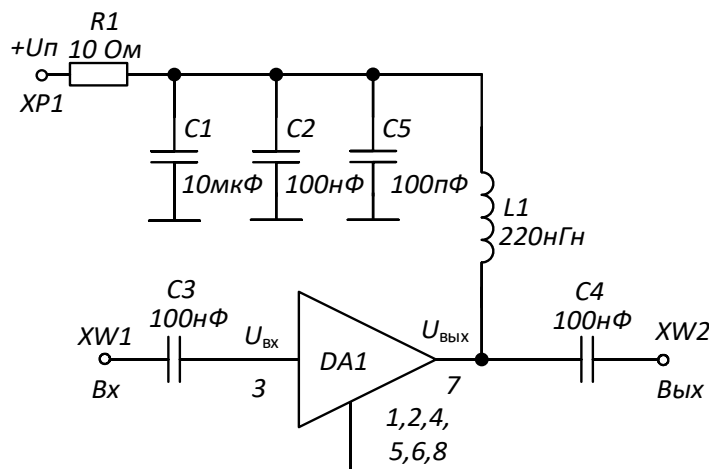 R1
+Uп 10 Ом
XP1
C1 C2 C5
10мкФ 100нФ 100пФ
L1
220нГн
C3 C4
100нФ 100нФ
XW1 Uвх DA1 Uвых XW2
Вх 3 7 Вых
1,2,4,
5,6,8